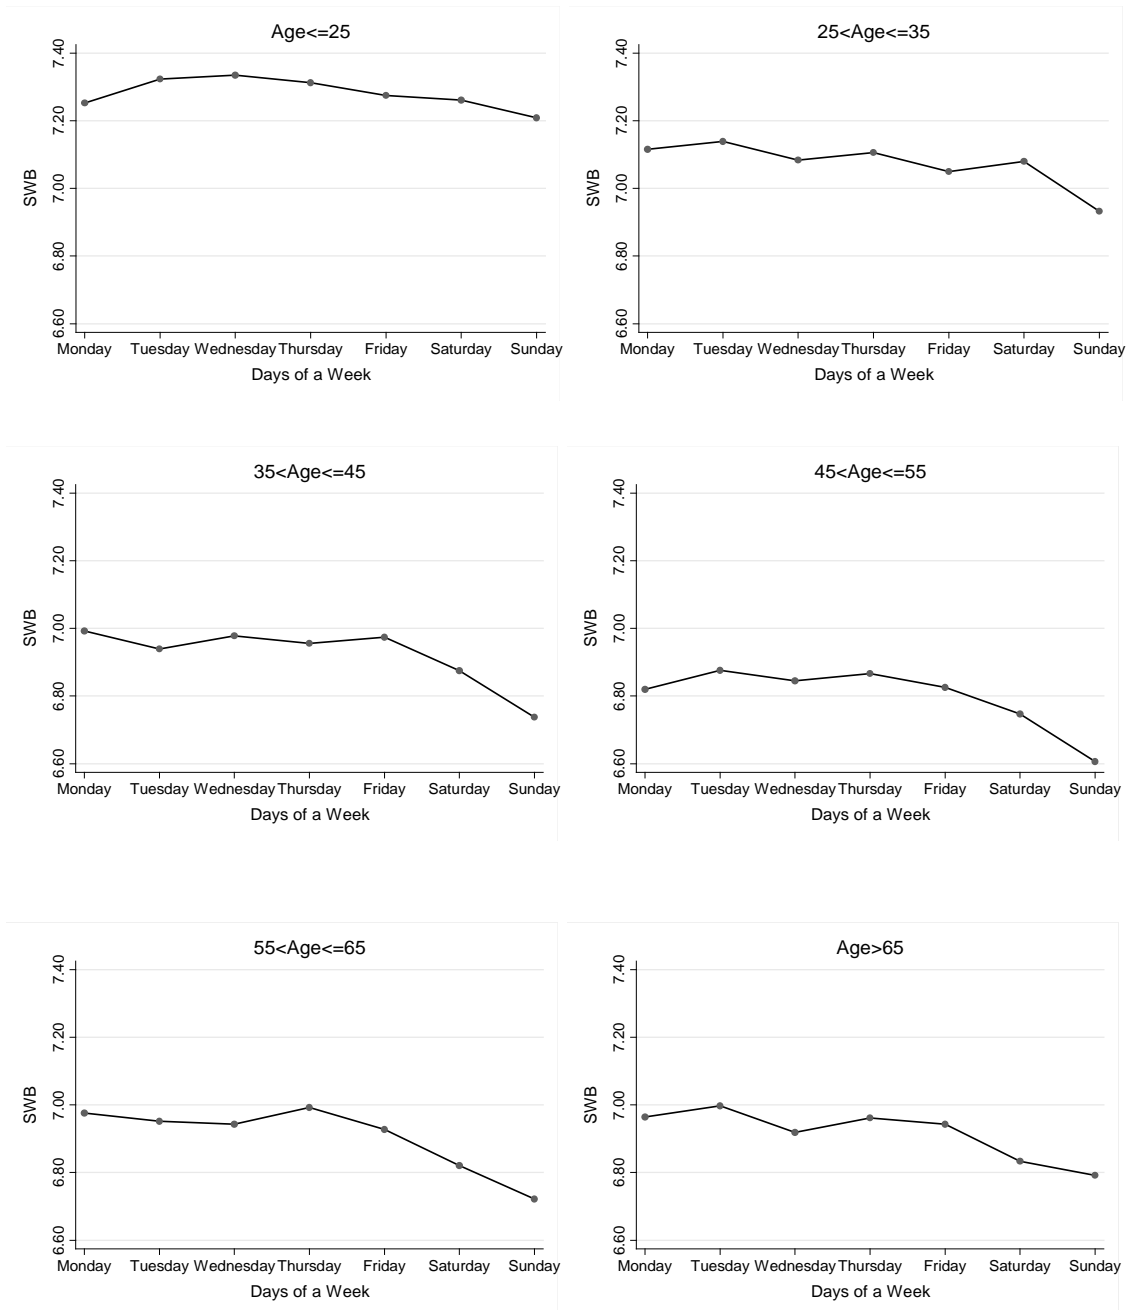 Age<=25
7.40
7.20
7.00
6.80
6.60
SWB
Monday Tuesday Wednesday Thursday Friday Saturday Sunday
Days of a Week
25<Age<=35
7.40
7.20
7.00
6.80
6.60
SWB
Monday Tuesday Wednesday Thursday Friday Saturday Sunday
Days of a Week
35<Age<=45
7.40
7.20
7.00
6.80
6.60
SWB
Monday Tuesday Wednesday Thursday Friday Saturday Sunday
Days of a Week
45<Age<=55
7.40
7.20
7.00
6.80
6.60
SWB
Monday Tuesday Wednesday Thursday Friday Saturday Sunday
Days of a Week
55<Age<=65
7.40
7.20
7.00
6.80
6.60
SWB
Monday Tuesday Wednesday Thursday Friday Saturday Sunday
Days of a Week
Age>65
7.40
7.20
7.00
6.80
6.60
SWB
Monday Tuesday Wednesday Thursday Friday Saturday Sunday
Days of a Week